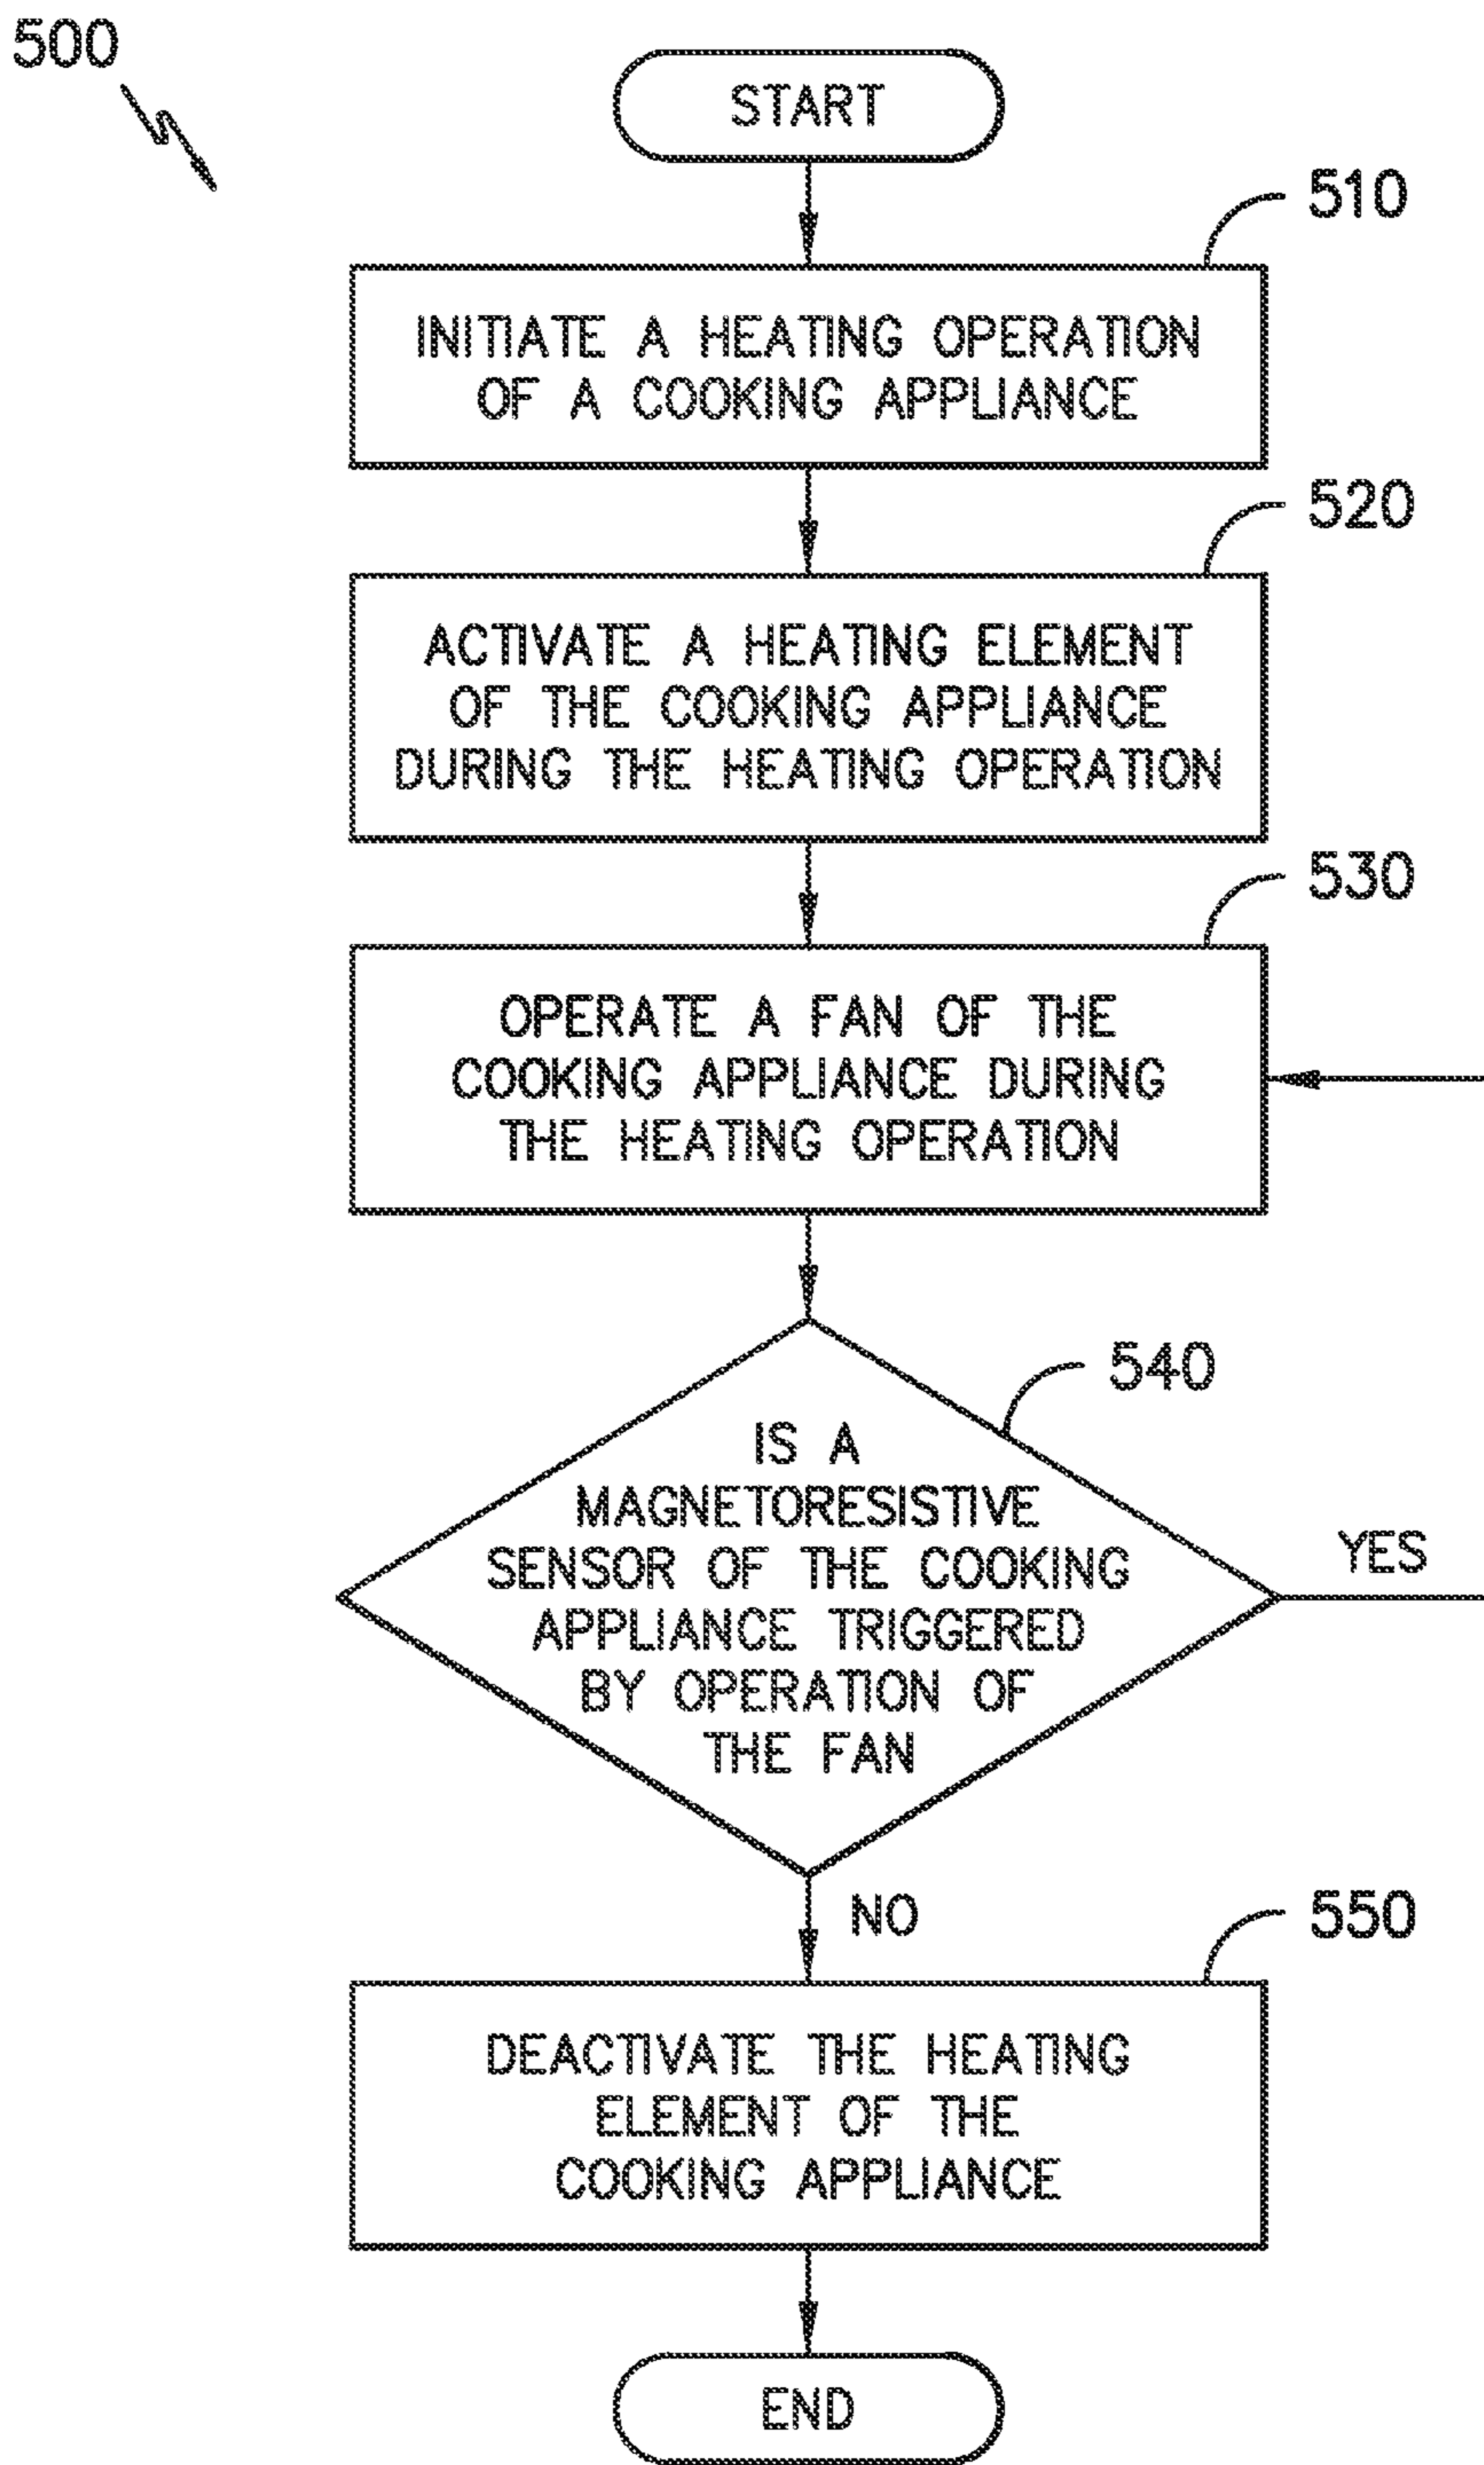 500
START
510
INITIATE A HEATING OPERATION
OF A COOKING APPLIANCE
520
ACTIVATE A HEATING ELEMENT
OF THE COOKING APPLIANCE
DURING THE HEATING OPERATION
530
OPERATE A FAN OF THE
COOKING APPLIANCE DURING
THE HEATING OPERATION
540
IS A
MAGNETORESISTIVE
SENSOR OF THE COOKING
APPLIANCE TRIGGERED
BY OPERATION OF
THE FAN
YES
NO
550
DEACTIVATE THE HEATING
ELEMENT OF THE
COOKING APPLIANCE
END